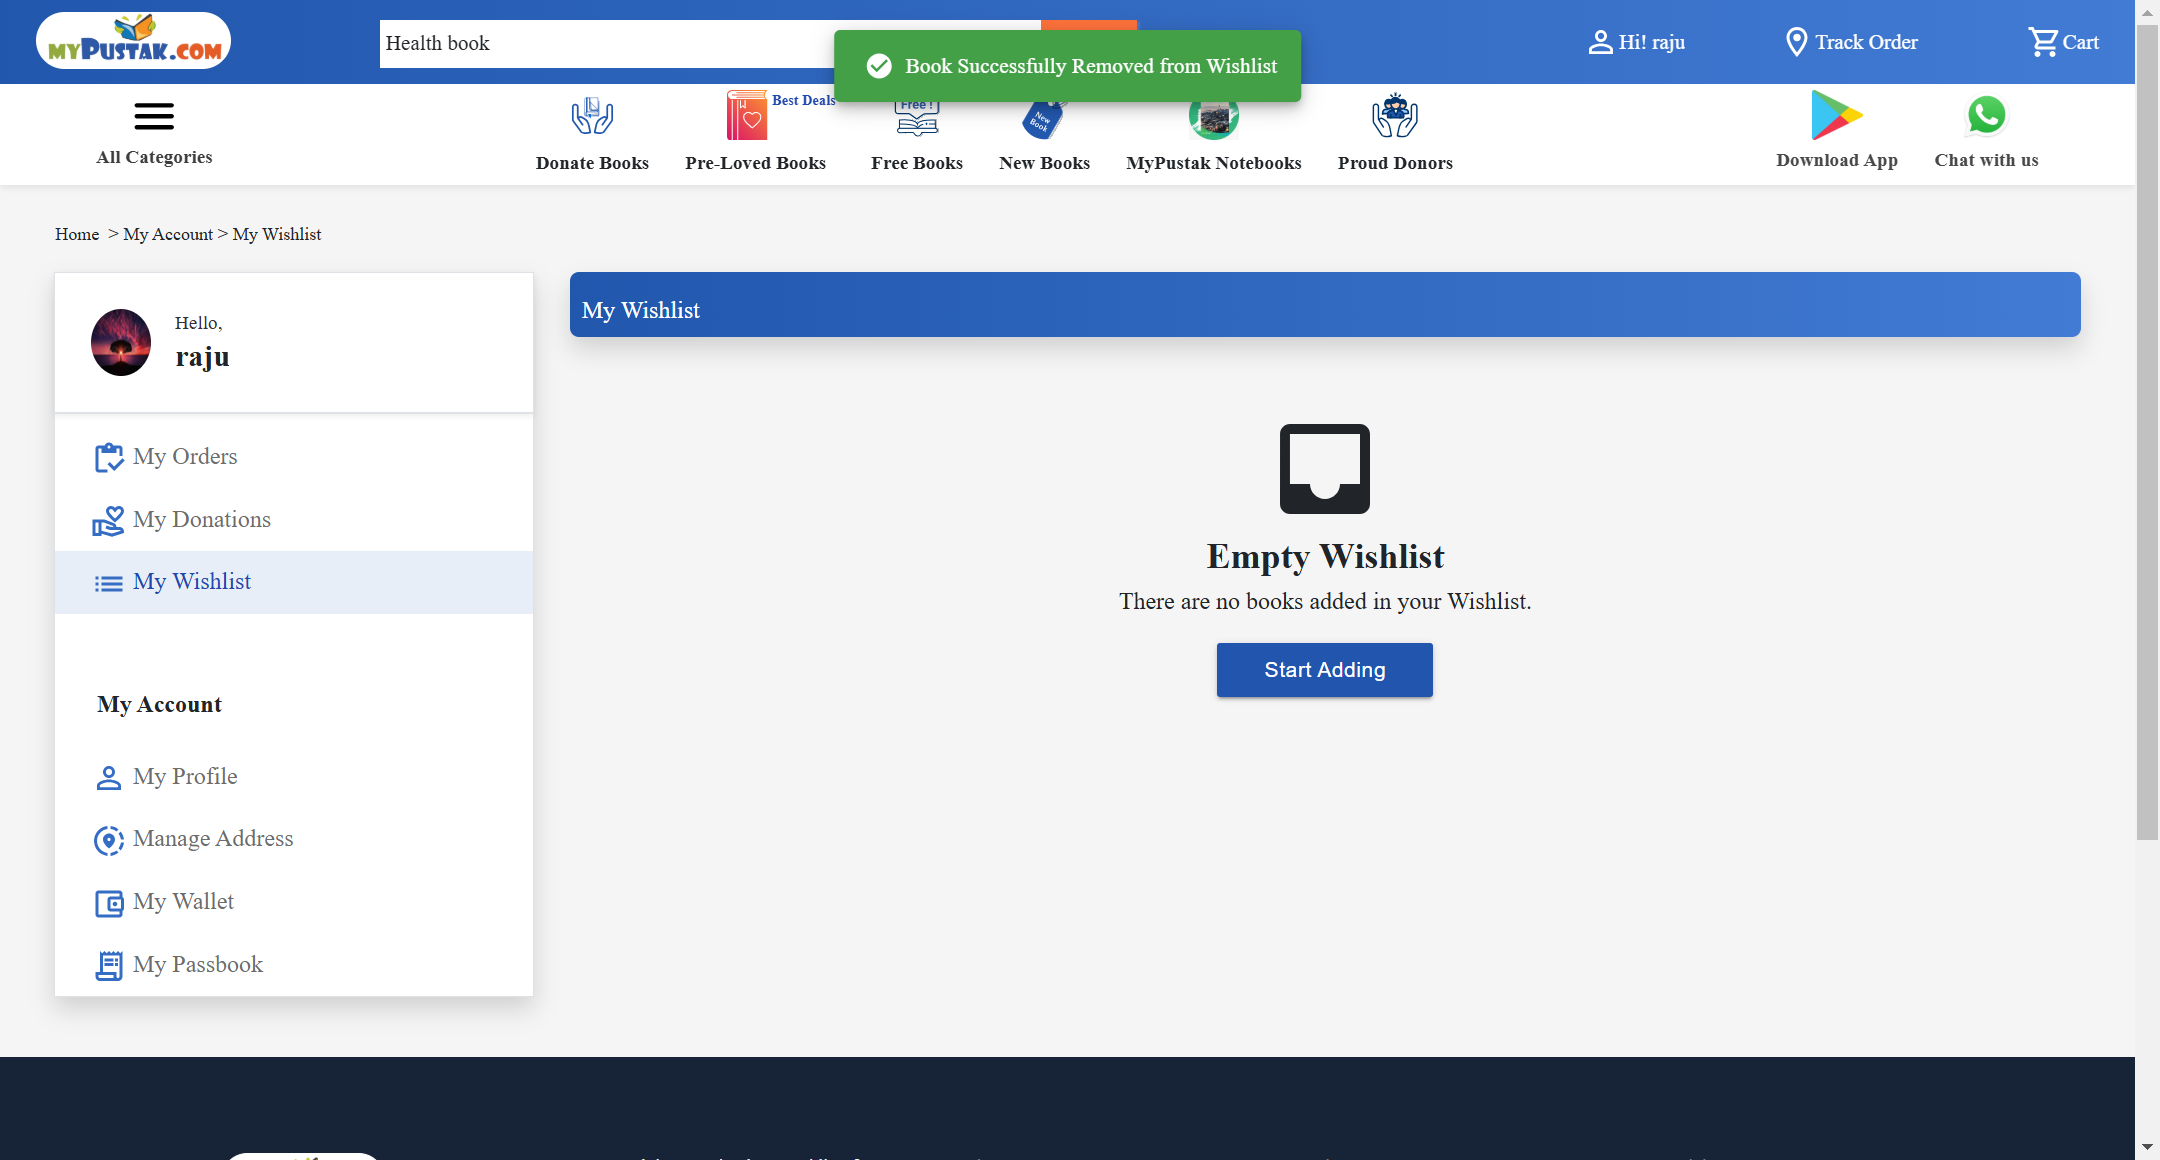 MYPUSTAK.COM
Health book
Book Successfully Removed from Wishlist
Hi! raju
Track Order
Cart
All Categories
Donate Books
Best Deals
Pre-Loved Books
Free !
Free Books
New Book
New Books
MyPustak Notebooks
Proud Donors
Download App
Chat with us
Home > My Account > My Wishlist
Hello,
raju
My Orders
My Donations
My Wishlist
My Account
My Profile
Manage Address
My Wallet
My Passbook
My Wishlist
Empty Wishlist
There are no books added in your Wishlist.
Start Adding